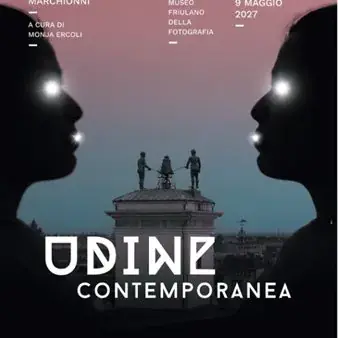 MARCHIONNI
A CURA DI
MONJA ERCOLI
MUSEO
FRIULANO
DELLA
FOTOGRAFIA
9 MAGGIO
2027
UDINE
CONTEMPORANEA